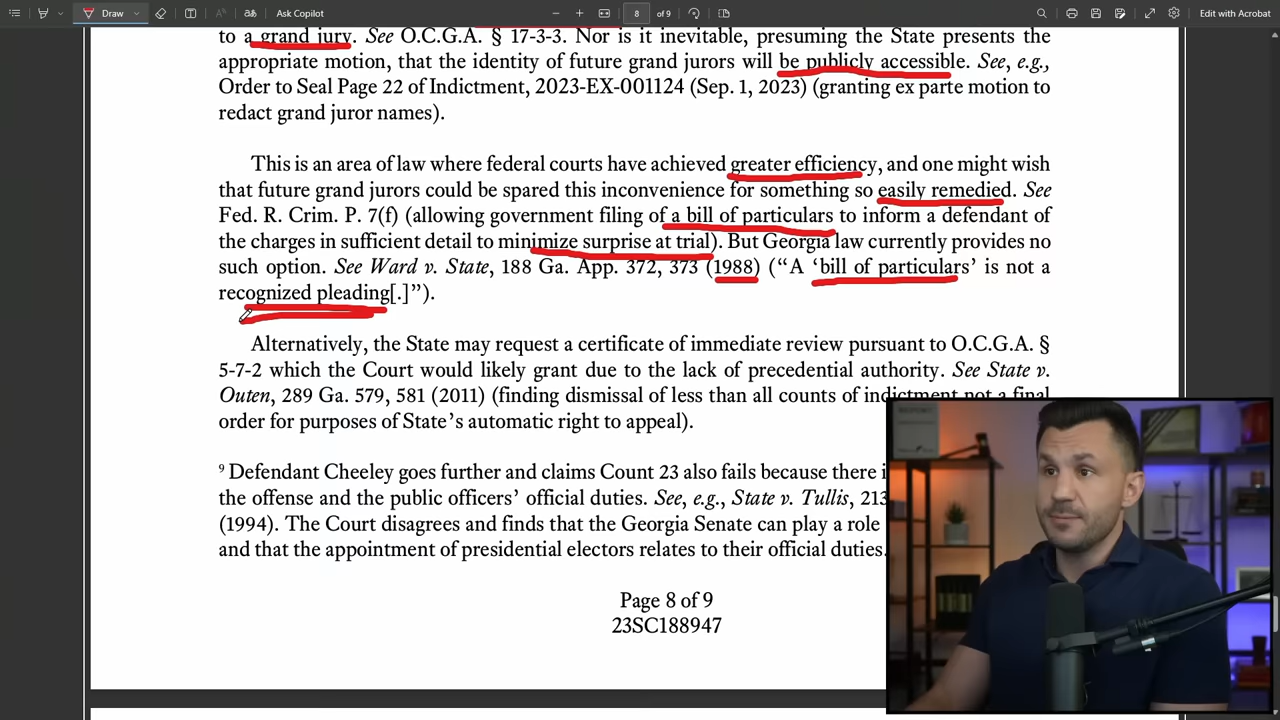 Draw
Ask Copilot
8 of 9
Edit with Acrobat
to a grand jury. See O.C.G.A. § 17-3-3. Nor is it inevitable, presuming the State presents the
appropriate motion, that the identity of future grand jurors will be publicly accessible. See, e.g.,
Order to Seal Page 22 of Indictment, 2023-EX-001124 (Sep. 1, 2023) (granting ex parte motion to
redact grand juror names).
This is an area of law where federal courts have achieved greater efficiency, and one might wish
that future grand jurors could be spared this inconvenience for something so easily remedied. See
Fed. R. Crim. P. 7(f) (allowing government filing of a bill of particulars to inform a defendant of
the charges in sufficient detail to minimize surprise at trial). But Georgia law currently provides no
such option. See Ward v. State, 188 Ga. App. 372, 373 (1988) (“A ‘bill of particulars’ is not a
recognized pleading[.]”).
Alternatively, the State may request a certificate of immediate review pursuant to O.C.G.A. §
5-7-2 which the Court would likely grant due to the lack of precedential authority. See State v.
Outen, 289 Ga. 579, 581 (2011) (finding dismissal of less than all counts of indictment not a final
order for purposes of State’s automatic right to appeal).
9 Defendant Cheeley goes further and claims Count 23 also fails because there
the offense and the public officers’ official duties. See, e.g., State v. Tullis, 213
(1994). The Court disagrees and finds that the Georgia Senate can play a role
and that the appointment of presidential electors relates to their official duties.
Page 8 of 9
23SC188947